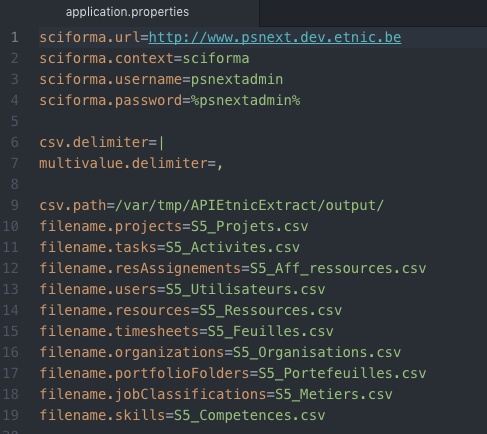 application.properties
1 sciforma.url=http://www.psnext.dev.etnic.be
2 sciforma.context=sciforma
3 sciforma.username=psnextadmin
4 sciforma.password=%psnextadmin%
5
6 csv.delimiter=|
7 multivalue.delimiter=,
8
9 csv.path=/var/tmp/APIEtnicExtract/output/
10 filename.projects=S5_Projets.csv
11 filename.tasks=S5_Activites.csv
12 filename.resAssignements=S5_Aff_ressources.csv
13 filename.users=S5_Utilisateurs.csv
14 filename.resources=S5_Ressources.csv
15 filename.timesheets=S5_Feuilles.csv
16 filename.organizations=S5_Organisations.csv
17 filename.portfolioFolders=S5_Portefeuilles.csv
18 filename.jobClassifications=S5_Metiers.csv
19 filename.skills=S5_Competences.csv